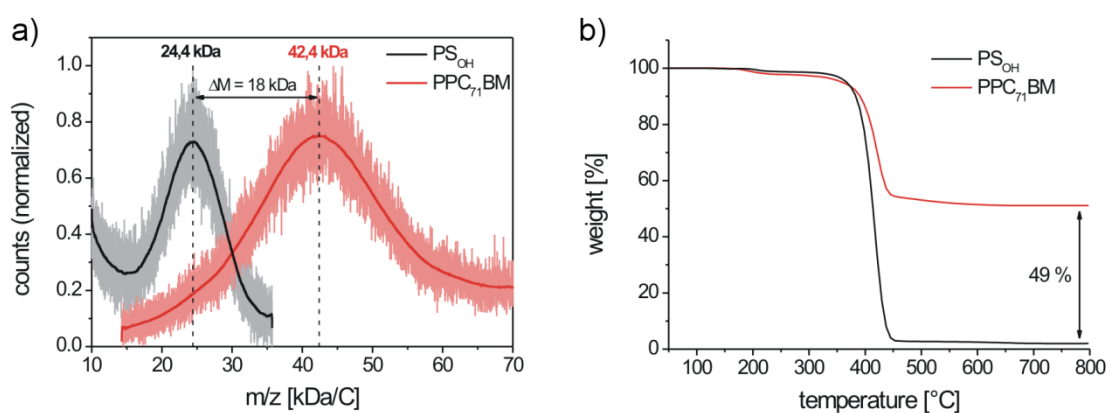 a)
24,4 kDa
42,4 kDa
PS_OH
PPC_71BM
ΔM = 18 kDa
counts (normalized)
1.0
0.8
0.6
0.4
0.2
0.0
10 20 30 40 50 60 70
m/z [kDa/C]
b)
PS_OH
PPC_71BM
49 %
weight [%]
100
80
60
40
20
0
100 200 300 400 500 600 700 800
temperature [°C]